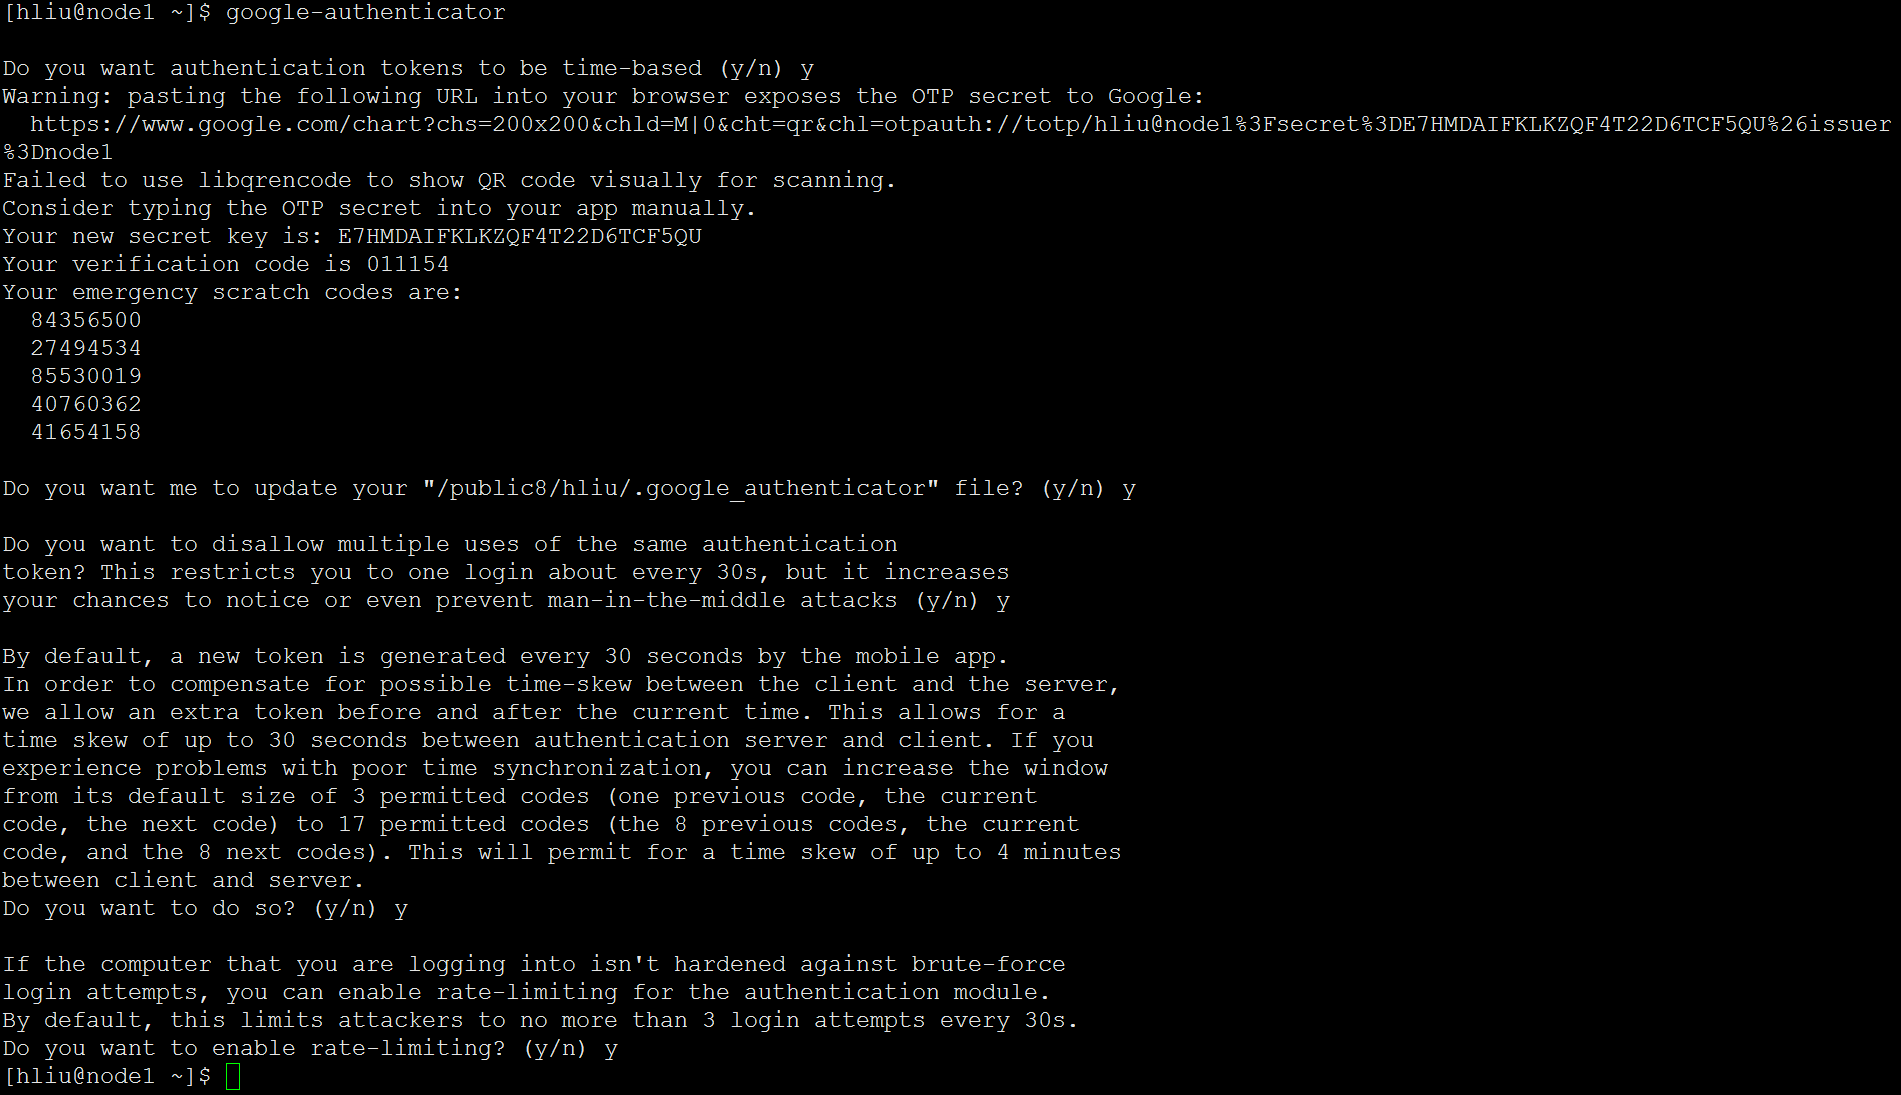 [hliu@node1 ~]$ google-authenticator
Do you want authentication tokens to be time-based (y/n) y
Warning: pasting the following URL into your browser exposes the OTP secret to Google:
https://www.google.com/chart?chs=200x200&chld=M|0&cht=qr&chl=otpauth://totp/hliu@node1%3Fsecret%3DE7HMDAIFKLKZQF4T22D6TCF5QU%26issuer
%3Dnode1
Failed to use libqrencode to show QR code visually for scanning.
Consider typing the OTP secret into your app manually.
Your new secret key is: E7HMDAIFKLKZQF4T22D6TCF5QU
Your verification code is 011154
Your emergency scratch codes are:
84356500
27494534
85530019
40760362
41654158
Do you want me to update your "/public8/hliu/.google_authenticator" file? (y/n) y
Do you want to disallow multiple uses of the same authentication
token? This restricts you to one login about every 30s, but it increases
your chances to notice or even prevent man-in-the-middle attacks (y/n) y
By default, a new token is generated every 30 seconds by the mobile app.
In order to compensate for possible time-skew between the client and the server,
we allow an extra token before and after the current time. This allows for a
time skew of up to 30 seconds between authentication server and client. If you
experience problems with poor time synchronization, you can increase the window
from its default size of 3 permitted codes (one previous code, the current
code, the next code) to 17 permitted codes (the 8 previous codes, the current
code, and the 8 next codes). This will permit for a time skew of up to 4 minutes
between client and server.
Do you want to do so? (y/n) y
If the computer that you are logging into isn't hardened against brute-force
login attempts, you can enable rate-limiting for the authentication module.
By default, this limits attackers to no more than 3 login attempts every 30s.
Do you want to enable rate-limiting? (y/n) y
[hliu@node1 ~]$